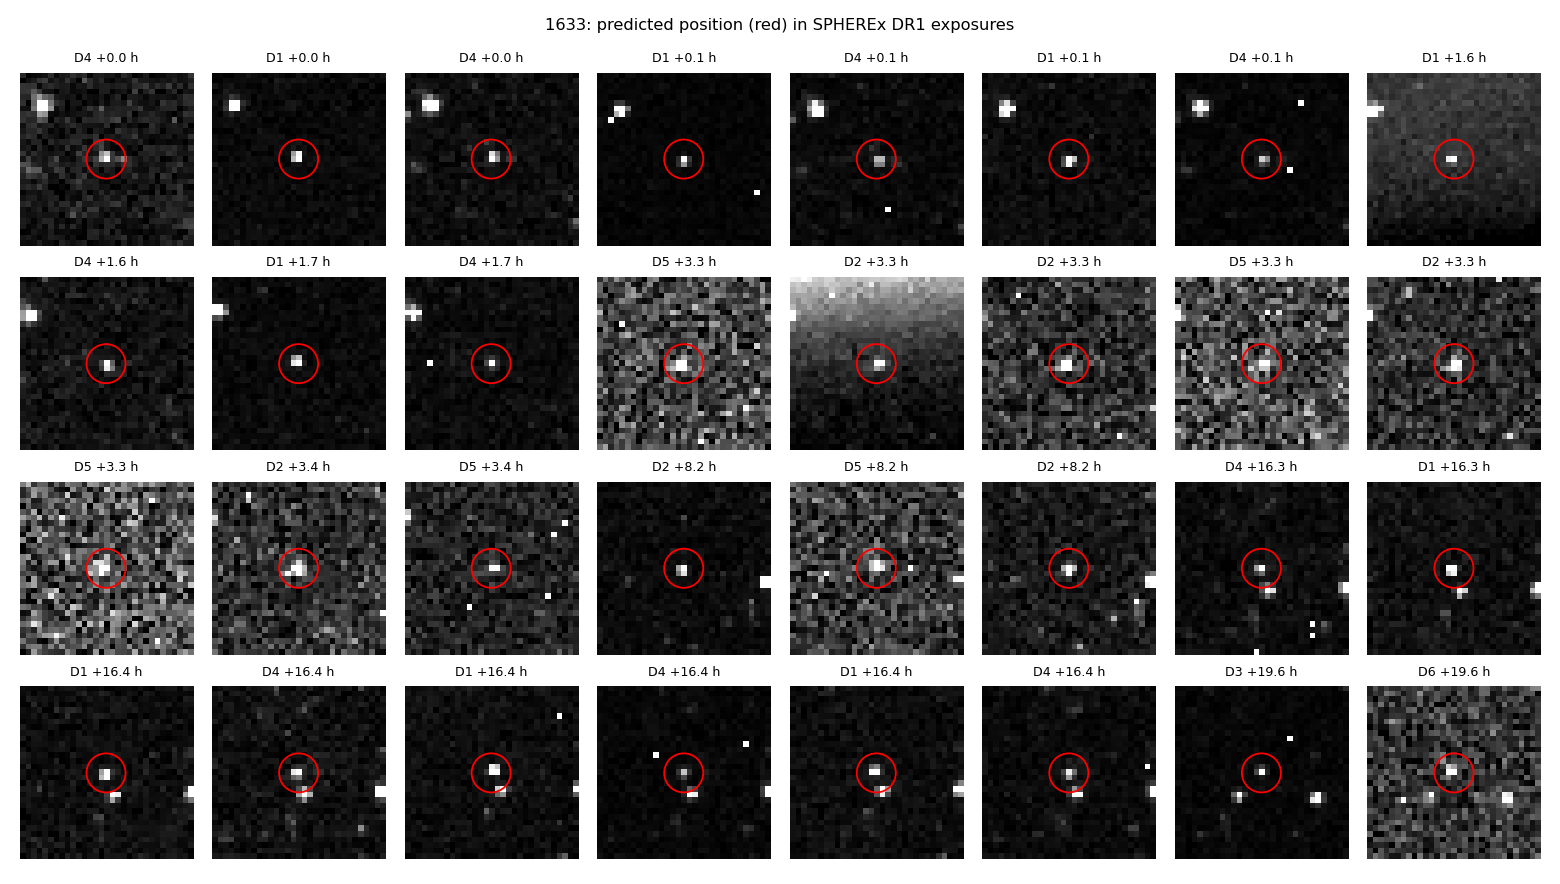 1633: predicted position (red) in SPHEREx DR1 exposures
D4 +0.0 h D1 +0.0 h D4 +0.0 h D1 +0.1 h D4 +0.1 h D1 +0.1 h D4 +0.1 h D1 +1.6 h
D4 +1.6 h D1 +1.7 h D4 +1.7 h D5 +3.3 h D2 +3.3 h D2 +3.3 h D5 +3.3 h D2 +3.3 h
D5 +3.3 h D2 +3.4 h D5 +3.4 h D2 +8.2 h D5 +8.2 h D2 +8.2 h D4 +16.3 h D1 +16.3 h
D1 +16.4 h D4 +16.4 h D1 +16.4 h D4 +16.4 h D1 +16.4 h D4 +16.4 h D3 +19.6 h D6 +19.6 h